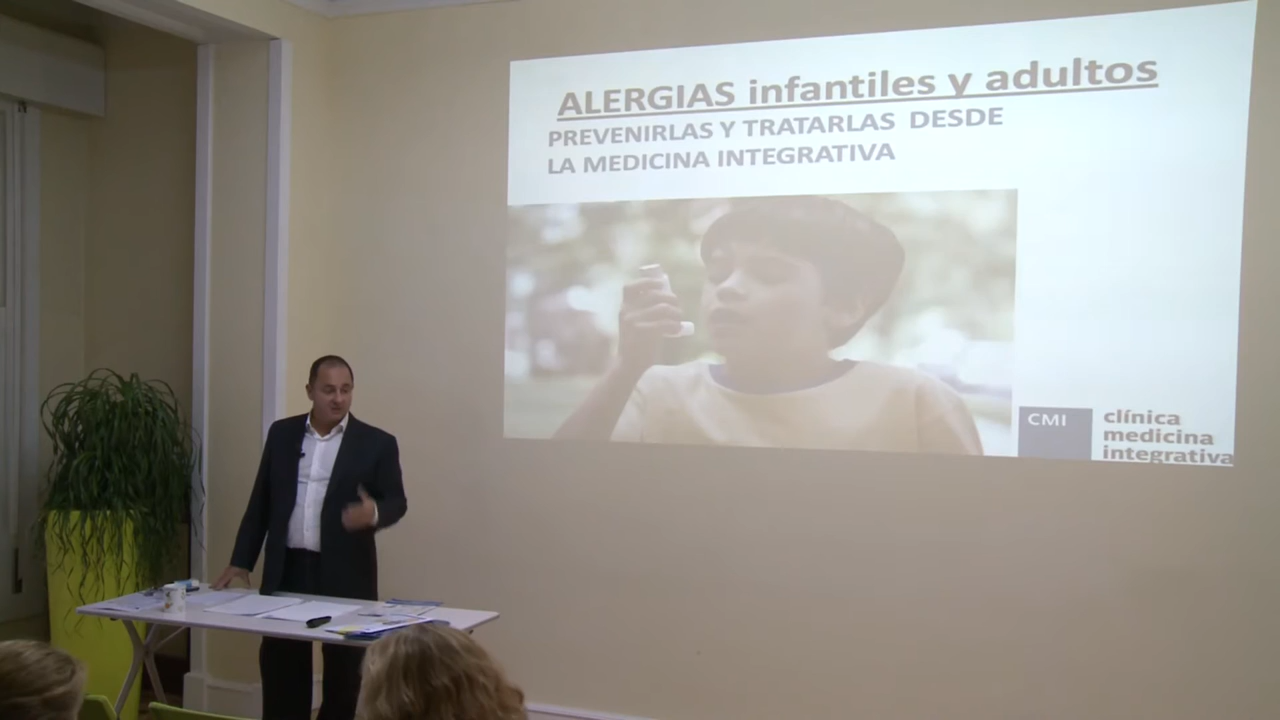 ALERGIAS infantiles y adultos
PREVENIRLAS Y TRATARLAS DESDE
LA MEDICINA INTEGRATIVA
CMI
clínica
medicina
integrativa